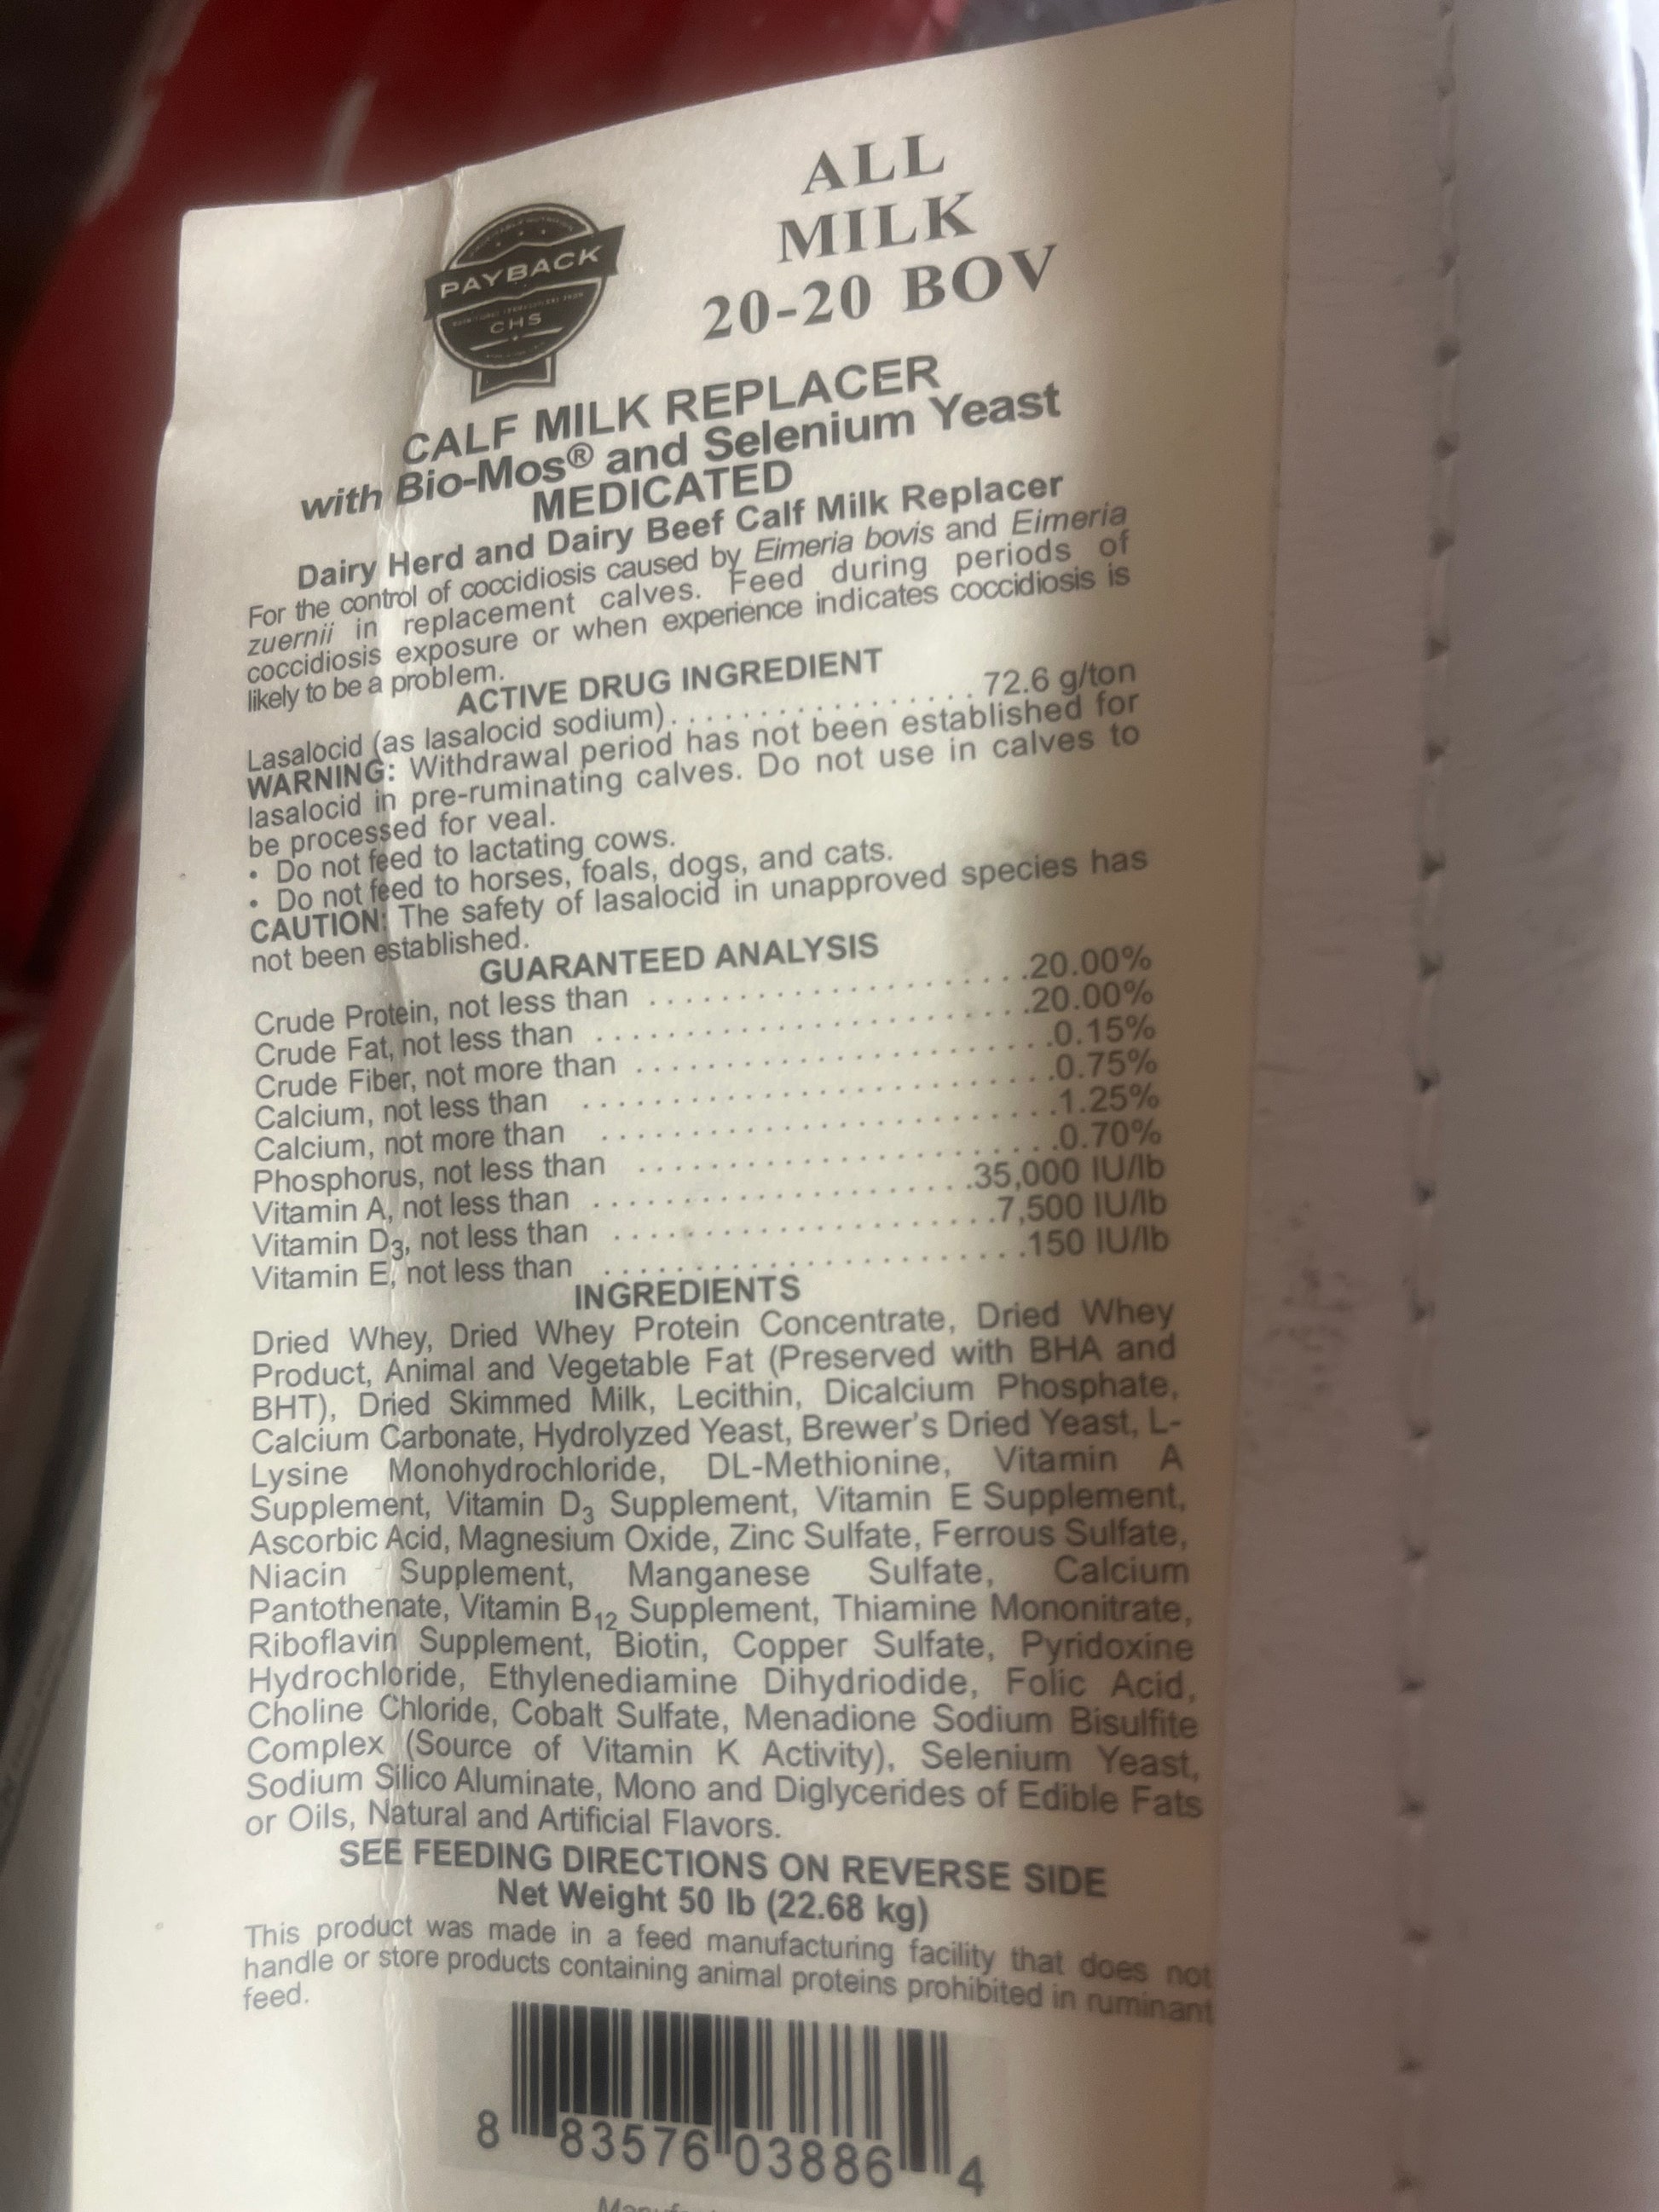 ALL
MILK
20-20 BOV
PAYBACK
CHS
CALF MILK REPLACER
with Bio-Mos® and Selenium Yeast
MEDICATED
Dairy Herd and Dairy Beef Calf Milk Replacer
For the control of coccidiosis caused by Eimeria bovis and Eimeria
zuernii in replacement calves. Feed during periods of
coccidiosis exposure or when experience indicates coccidiosis is
likely to be a problem.
ACTIVE DRUG INGREDIENT
Lasalocid (as lasalocid sodium). . . . . . . . . . . . . . . . 72.6 g/ton
WARNING: Withdrawal period has not been established for
lasalocid in pre-ruminating calves. Do not use in calves to
be processed for veal.
• Do not feed to lactating cows.
• Do not feed to horses, foals, dogs, and cats.
CAUTION: The safety of lasalocid in unapproved species has
not been established.
GUARANTEED ANALYSIS
Crude Protein, not less than . . . . . . . . . . . . . . . . . . . .20.00%
Crude Fat, not less than . . . . . . . . . . . . . . . . . . . . . . .20.00%
Crude Fiber, not more than . . . . . . . . . . . . . . . . . . . . . .0.15%
Calcium, not less than . . . . . . . . . . . . . . . . . . . . . . . .0.75%
Calcium, not more than . . . . . . . . . . . . . . . . . . . . . . . .1.25%
Phosphorus, not less than . . . . . . . . . . . . . . . . . . . . . .0.70%
Vitamin A, not less than . . . . . . . . . . . . . . . . . . . .35,000 IU/lb
Vitamin D3, not less than . . . . . . . . . . . . . . . . . . . .7,500 IU/lb
Vitamin E, not less than . . . . . . . . . . . . . . . . . . . . . .150 IU/lb
INGREDIENTS
Dried Whey, Dried Whey Protein Concentrate, Dried Whey
Product, Animal and Vegetable Fat (Preserved with BHA and
BHT), Dried Skimmed Milk, Lecithin, Dicalcium Phosphate,
Calcium Carbonate, Hydrolyzed Yeast, Brewer's Dried Yeast, L-
Lysine Monohydrochloride, DL-Methionine, Vitamin A
Supplement, Vitamin D3 Supplement, Vitamin E Supplement,
Ascorbic Acid, Magnesium Oxide, Zinc Sulfate, Ferrous Sulfate,
Niacin Supplement, Manganese Sulfate, Calcium
Pantothenate, Vitamin B12 Supplement, Thiamine Mononitrate,
Riboflavin Supplement, Biotin, Copper Sulfate, Pyridoxine
Hydrochloride, Ethylenediamine Dihydriodide, Folic Acid,
Choline Chloride, Cobalt Sulfate, Menadione Sodium Bisulfite
Complex (Source of Vitamin K Activity), Selenium Yeast,
Sodium Silico Aluminate, Mono and Diglycerides of Edible Fats
or Oils, Natural and Artificial Flavors.
SEE FEEDING DIRECTIONS ON REVERSE SIDE
Net Weight 50 lb (22.68 kg)
This product was made in a feed manufacturing facility that does not
handle or store products containing animal proteins prohibited in ruminant
feed.
8 83576 03886 4